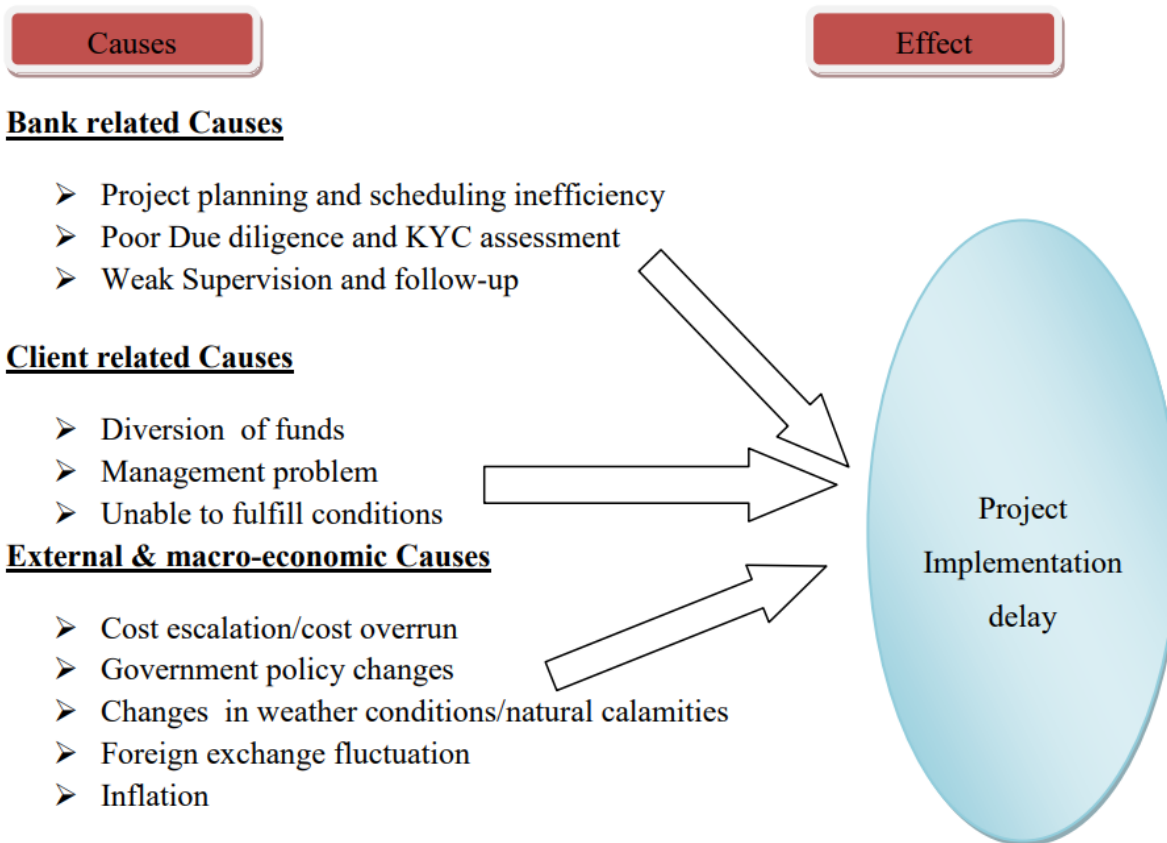 Causes
Effect
Bank related Causes
➢ Project planning and scheduling inefficiency
➢ Poor Due diligence and KYC assessment
➢ Weak Supervision and follow-up
Client related Causes
➢ Diversion of funds
➢ Management problem
➢ Unable to fulfill conditions
External & macro-economic Causes
➢ Cost escalation/cost overrun
➢ Government policy changes
➢ Changes in weather conditions/natural calamities
➢ Foreign exchange fluctuation
➢ Inflation
Project
Implementation
delay